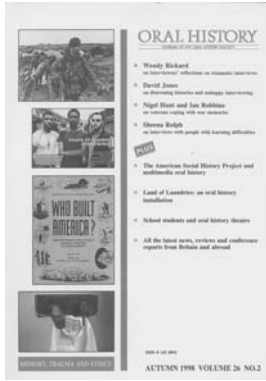 ORAL HISTORY
JOURNAL OF THE ORAL HISTORY SOCIETY
Wendy Rickard
on interviewers' reflections on traumatic interviews
David Jones
on distressing histories and unhappy interviewing
Nigel Hunt and Ian Robbins
on veterans coping with war memories
Sheena Rolph
on interviews with people with learning difficulties
PLUS
The American Social History Project and
multimedia oral history
Land of Laundries: an oral history
installation
School students and oral history theatre
All the latest news, reviews and conference
reports from Britain and abroad
WHO BUILT
AMERICA?
MEMORY, TRAUMA AND ETHICS
AUTUMN 1998 VOLUME 26 NO.2